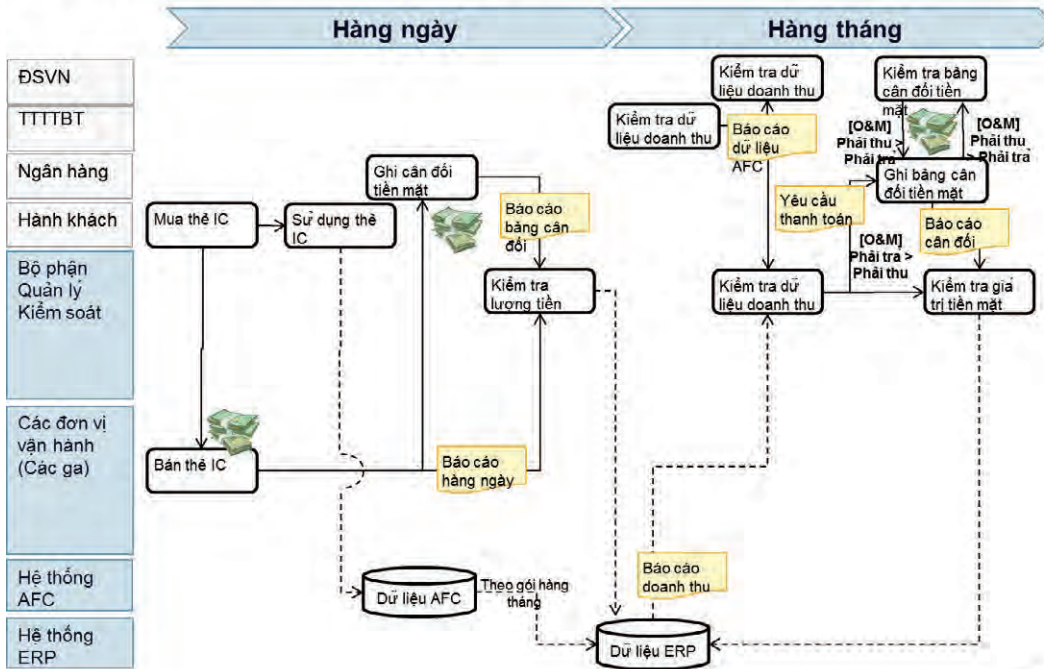 Hàng ngày
Hàng tháng
ĐSVN
TTTTBT
Ngân hàng
Hành khách
Bộ phận
Quản lý
Kiểm soát
Các đơn vị
vận hành
(Các ga)
Hệ thống
AFC
Hệ thống
ERP
Mua thẻ IC
Sử dụng thẻ
IC
Bán thẻ IC
Ghi cân đối
tiền mặt
Báo cáo
bảng cân
đối
Kiểm tra
lượng tiền
Báo cáo
hàng ngày
Dữ liệu AFC
Theo gói hàng
tháng
Dữ liệu ERP
Báo cáo
doanh thu
Kiểm tra dữ
liệu doanh thu
Kiểm tra dữ
liệu doanh thu
Báo cáo
dữ liệu
AFC
Kiểm tra bảng
cân đối tiền
mặt
[O&M]
Phải thu >
Phải trả
[O&M]
Phải thu
> Phải trả
Ghi bảng cân
đối tiền mặt
Yêu cầu
thanh toán
Báo cáo
cân đối
[O&M]
Phải trả >
Phải thu
Kiểm tra dữ
liệu doanh thu
Kiểm tra giá
trị tiền mặt